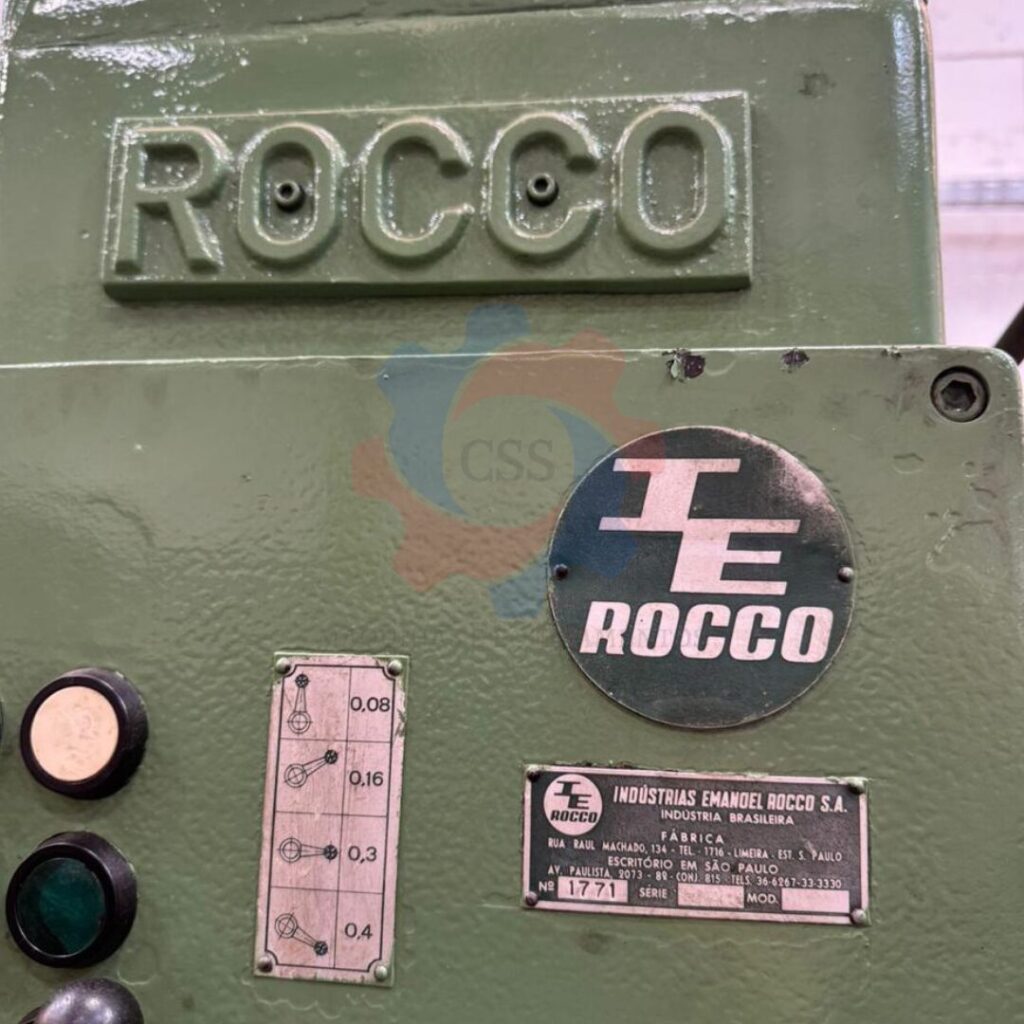 ROCCO
CSS
IE
ROCCO
0,08
0,16
0,3
0,4
IE
ROCCO
INDÚSTRIAS EMANOEL ROCCO S.A.
INDÚSTRIA BRASILEIRA
FÁBRICA
RUA RAUL MACHADO, 134 - TEL. - 1716 - LIMEIRA - EST. S. PAULO
ESCRITÓRIO EM SÃO PAULO
AV. PAULISTA, 2073 - 8º - CONJ. 815 - TELS. 36-6267-33-3330
Nº 1771 SÉRIE MOD.